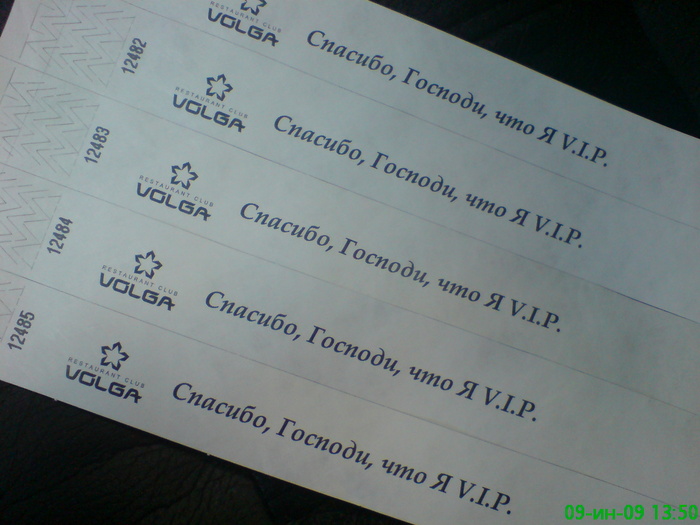 RESTAURANT CLUB
VOLGA
Спасибо, Господи, что Я V.I.P.
12482
RESTAURANT CLUB
VOLGA
Спасибо, Господи, что Я V.I.P.
12483
RESTAURANT CLUB
VOLGA
Спасибо, Господи, что Я V.I.P.
12484
RESTAURANT CLUB
VOLGA
Спасибо, Господи, что Я V.I.P.
12485
RESTAURANT CLUB
VOLGA
Спасибо, Господи, что Я V.I.P.
09-ин-09 13:50